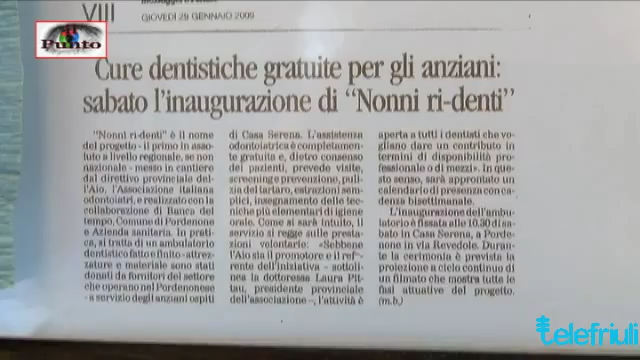 VIII
GIOVEDÌ 29 GENNAIO 2009
il
Punto
Cure dentistiche gratuite per gli anziani:
sabato l'inaugurazione di “Nonni ri-denti”
“Nonni ri-denti” è il nome
del progetto - il primo in asso-
luto a livello regionale, se non
nazionale - messo in cantiere
dal direttivo provinciale del-
l'Aio, l'Associazione italiana
odontoiatri, e realizzato con la
collaborazione di Banca del
tempo, Comune di Pordenone
e Azienda sanitaria. In prati-
ca, si tratta di un ambulatorio
dentistico fatto e finito - attrez-
zature e materiale sono stati
donati da fornitori del settore
che operano nel Pordenonese
- a servizio degli anziani ospiti
di Casa Serena. L'assistenza
odontoiatrica è completamen-
te gratuita e, dietro consenso
dei pazienti, prevede visite,
screening e prevenzione, puli-
zia del tartaro, estrazioni sem-
plici, insegnamento delle tec-
niche più elementari di igiene
orale. Come si sarà intuito, il
servizio si regge sulle presta-
zioni volontarie: «Sebbene
l'Aio sia il promotore e il refe-
rente dell'iniziativa - sottoli-
nea la dottoressa Laura Pit-
tau, presidente provinciale
dell'associazione -, l'attività è
aperta a tutti i dentisti che vo-
gliano dare un contributo in
termini di disponibilità pro-
fessionale o di mezzi». In que-
sto senso, sarà approntato un
calendario di presenza con ca-
denza bisettimanale.
L'inaugurazione dell'ambu-
latorio è fissata alle 10.30 di sa-
bato in Casa Serena, a Porde-
none in via Revedole. Duran-
te la cerimonia è prevista la
proiezione a ciclo continuo di
un filmato che mostra tutte le
fasi attuative del progetto.
(m.b.)
telefriuli